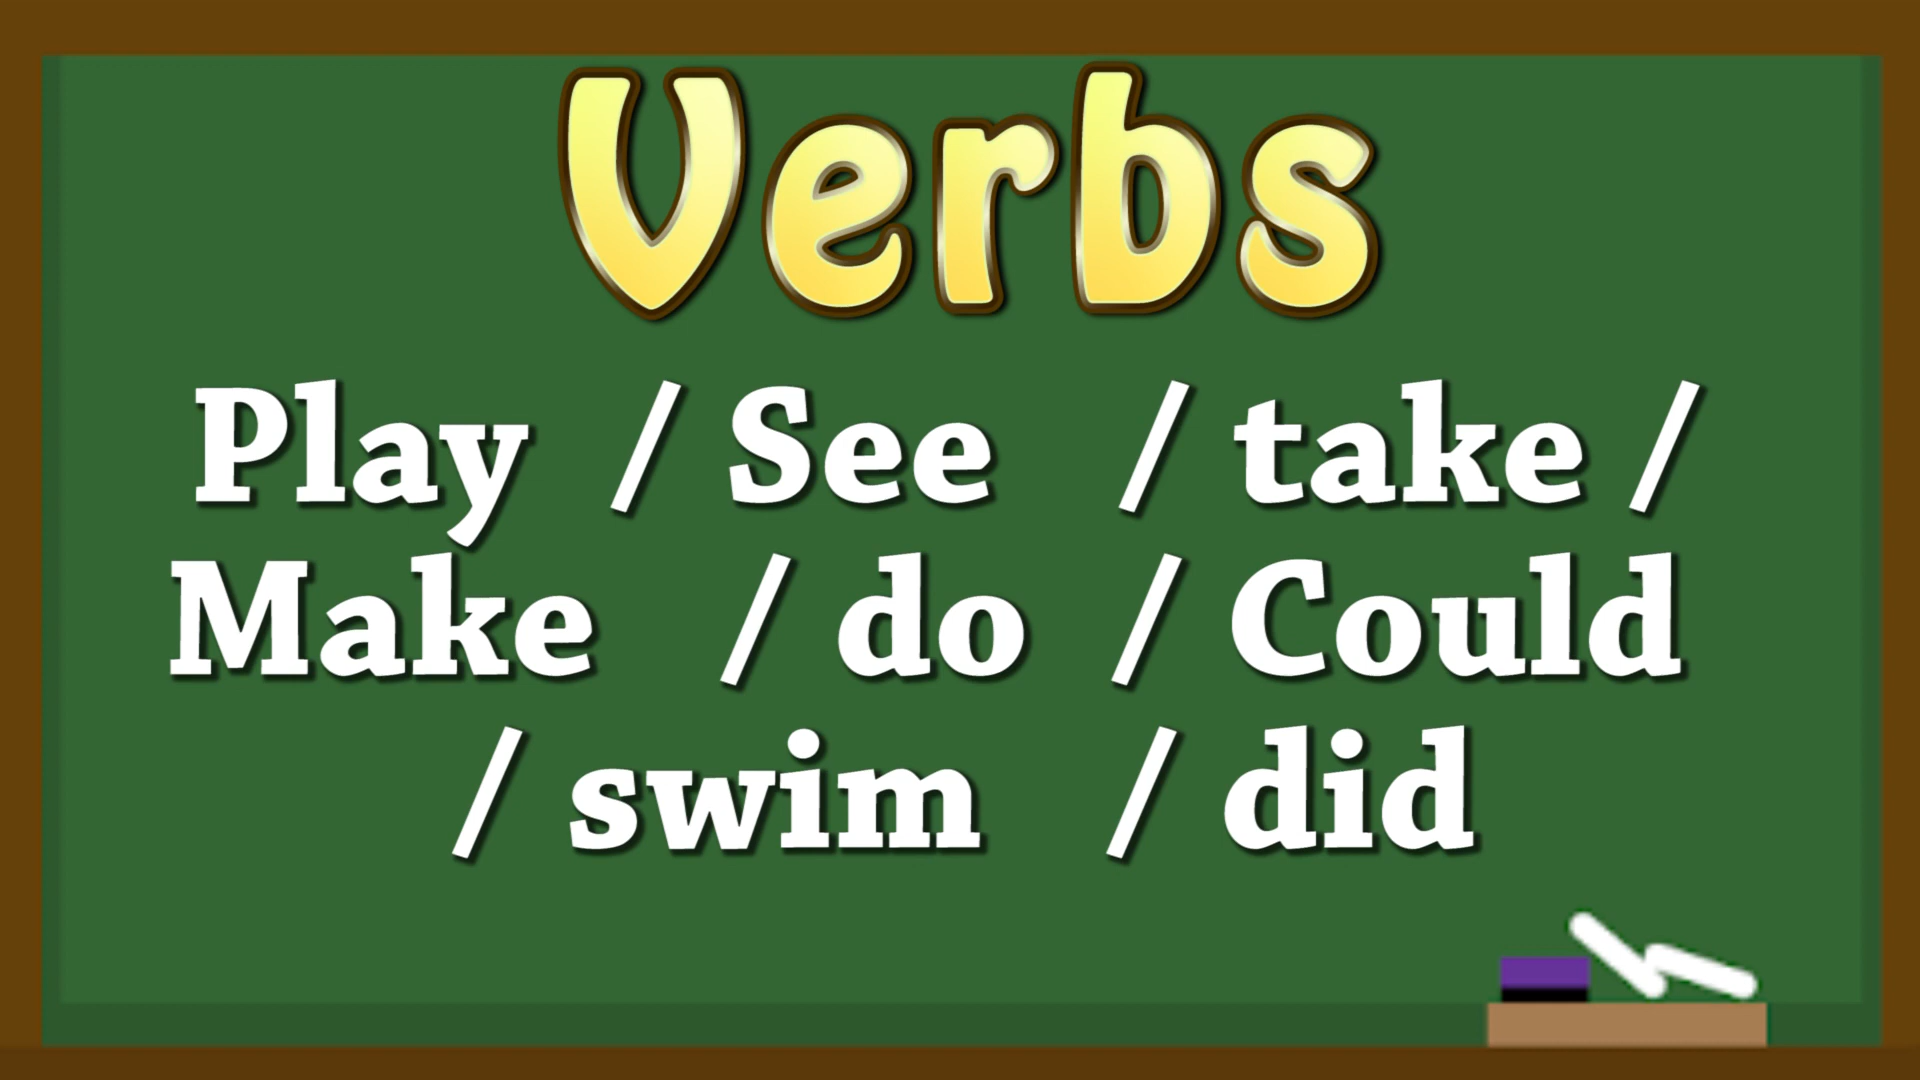 Verbs
Play / See / take /
Make / do / Could
/ swim / did